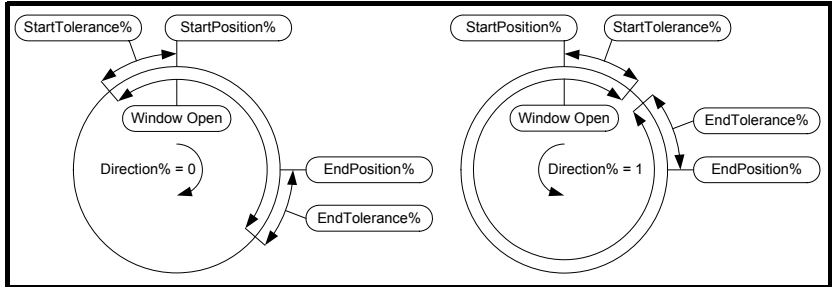 StartTolerance%
StartPosition%
Window Open
Direction% = 0
EndPosition%
EndTolerance%
StartPosition%
StartTolerance%
Window Open
EndTolerance%
Direction% = 1
EndPosition%